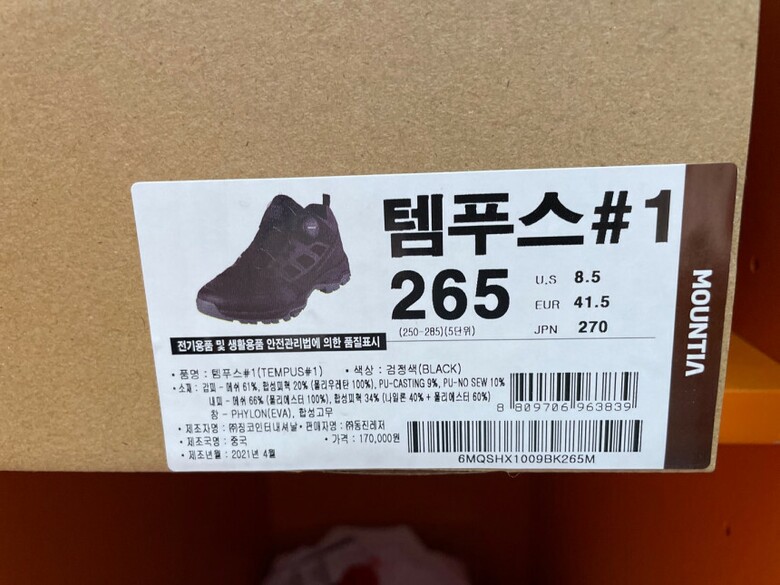 템푸스#1
265
(250-285)(5단위)
U.S 8.5
EUR 41.5
JPN 270
MOUNTIA
전기용품 및 생활용품 안전관리법에 의한 품질표시
• 품명 : 템푸스#1(TEMPUS#1) • 색상 : 검정색(BLACK)
• 소재 : 겉피 - 메쉬 61%, 합성피혁 20% (폴리우레탄 100%), PU-CASTING 9%, PU-NO SEW 10%
내피 - 메쉬 66% (폴리에스터 100%), 합성피혁 34% (나일론 40% + 폴리에스터 60%)
창 - PHYLON(EVA), 합성고무
• 제조자명 : ㈜징코인터내셔날 • 판매자명 : ㈜동진레저
• 제조국명 : 중국 • 가격 : 170,000원
• 제조년월 : 2021년 4월
8 809706 963839
6MQSHX1009BK265M